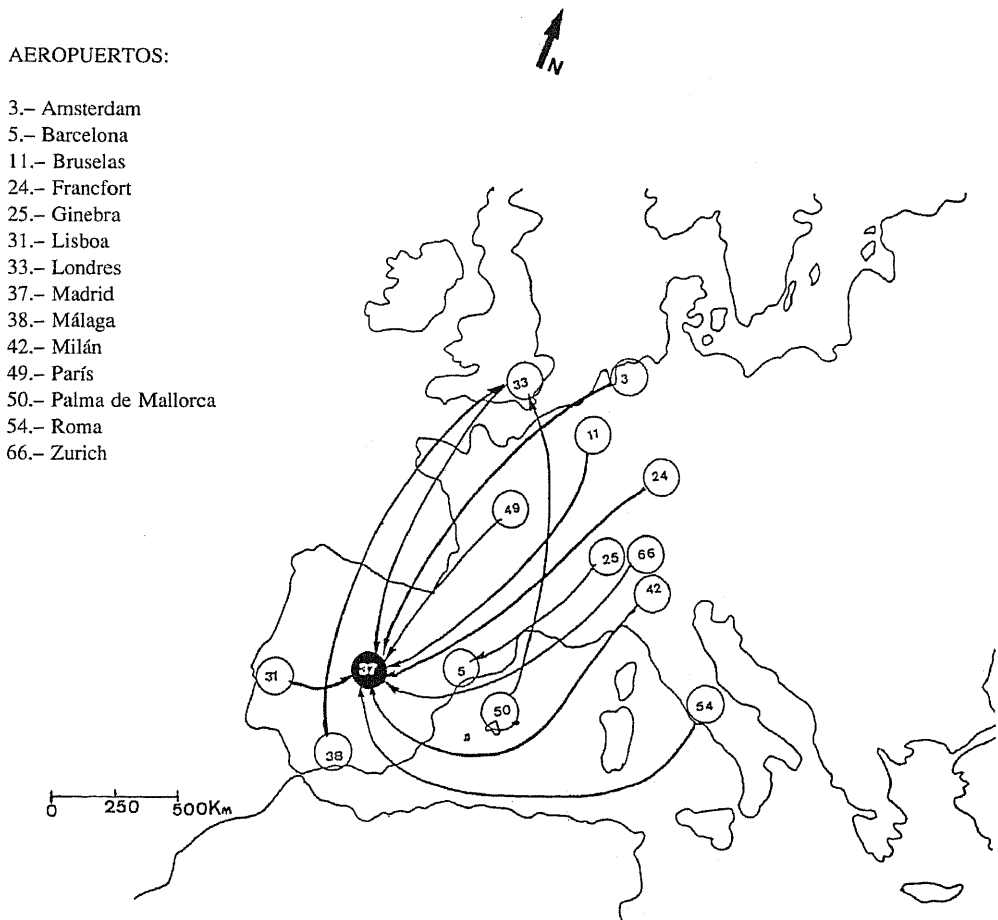 N
AEROPUERTOS:
3.– Amsterdam
5.– Barcelona
11.– Bruselas
24.– Francfort
25.– Ginebra
31.– Lisboa
33.– Londres
37.– Madrid
38.– Málaga
42.– Milán
49.– París
50.– Palma de Mallorca
54.– Roma
66.– Zurich
33
3
11
24
49
25
66
42
37
5
31
50
54
38
0 250 500Km